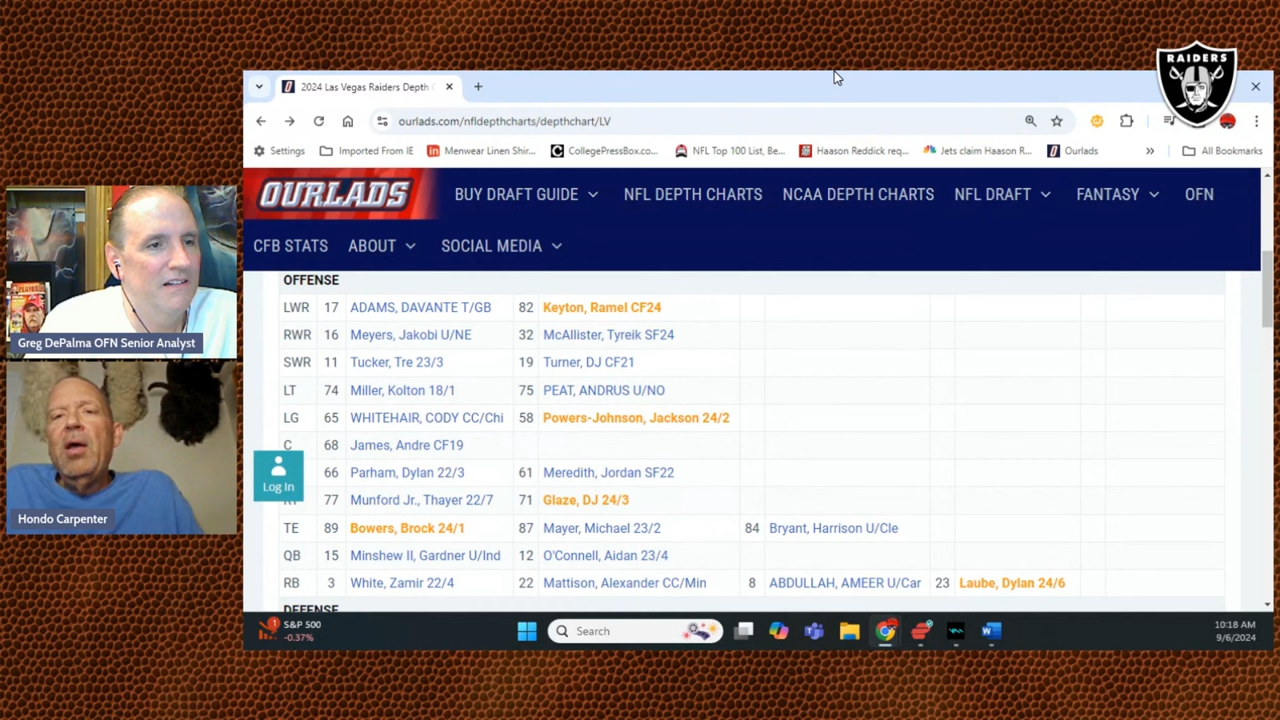 RAIDERS
2024 Las Vegas Raiders Depth
ourlads.com/nfldepthcharts/depthchart/LV
Settings Imported From IE Menwear Linen Shir... CollegePressBox.co... NFL Top 100 List, Be... Haason Reddick req... Jets claim Haason R... Ourlads » All Bookmarks
OURLADS BUY DRAFT GUIDE NFL DEPTH CHARTS NCAA DEPTH CHARTS NFL DRAFT FANTASY OFN
CFB STATS ABOUT SOCIAL MEDIA
OFFENSE
LWR 17 ADAMS, DAVANTE T/GB 82 Keyton, Ramel CF24
RWR 16 Meyers, Jakobi U/NE 32 McAllister, Tyreik SF24
SWR 11 Tucker, Tre 23/3 19 Turner, DJ CF21
LT 74 Miller, Kolton 18/1 75 PEAT, ANDRUS U/NO
LG 65 WHITEHAIR, CODY CC/Chi 58 Powers-Johnson, Jackson 24/2
C 68 James, Andre CF19
66 Parham, Dylan 22/3 61 Meredith, Jordan SF22
RT 77 Munford Jr., Thayer 22/7 71 Glaze, DJ 24/3
TE 89 Bowers, Brock 24/1 87 Mayer, Michael 23/2 84 Bryant, Harrison U/Cle
QB 15 Minshew II, Gardner U/Ind 12 O'Connell, Aidan 23/4
RB 3 White, Zamir 22/4 22 Mattison, Alexander CC/Min 8 ABDULLAH, AMEER U/Car 23 Laube, Dylan 24/6
DEFENSE
Log In
Greg DePalma OFN Senior Analyst
Hondo Carpenter
1 S&P 500
-0.37%
Search
10:18 AM
9/6/2024